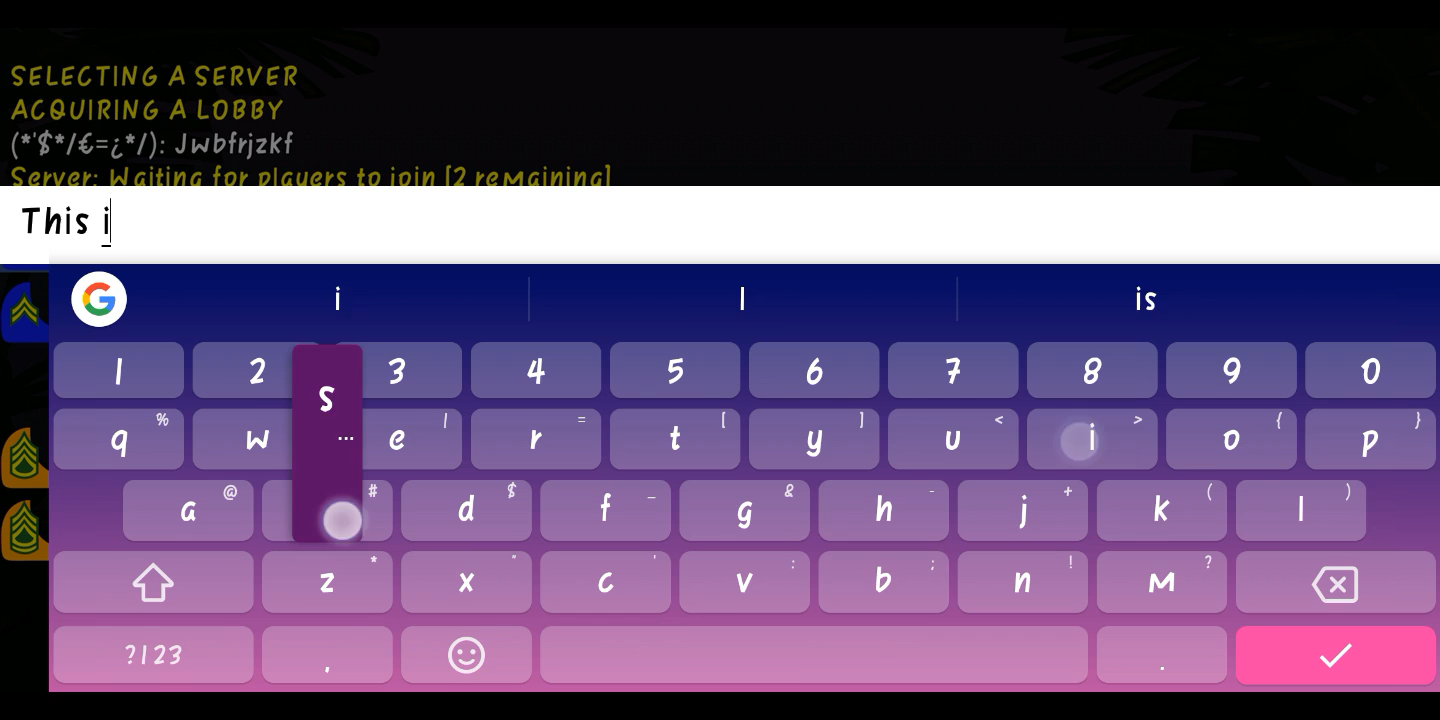 SELECTING A SERVER
ACQUIRING A LOBBY
(*'$*/€=¿*/): Jwbfrjzkf
Server: Waiting for players to join [2 remaining]
This i
i I is
1 2 3 4 5 6 7 8 9 0
q % w e | r = t [ y ] u < i > o { p }
a @ s # d $ f _ g & h - j + k ( l )
z * x " c ' v : b ; n ! m ?
?123 , .